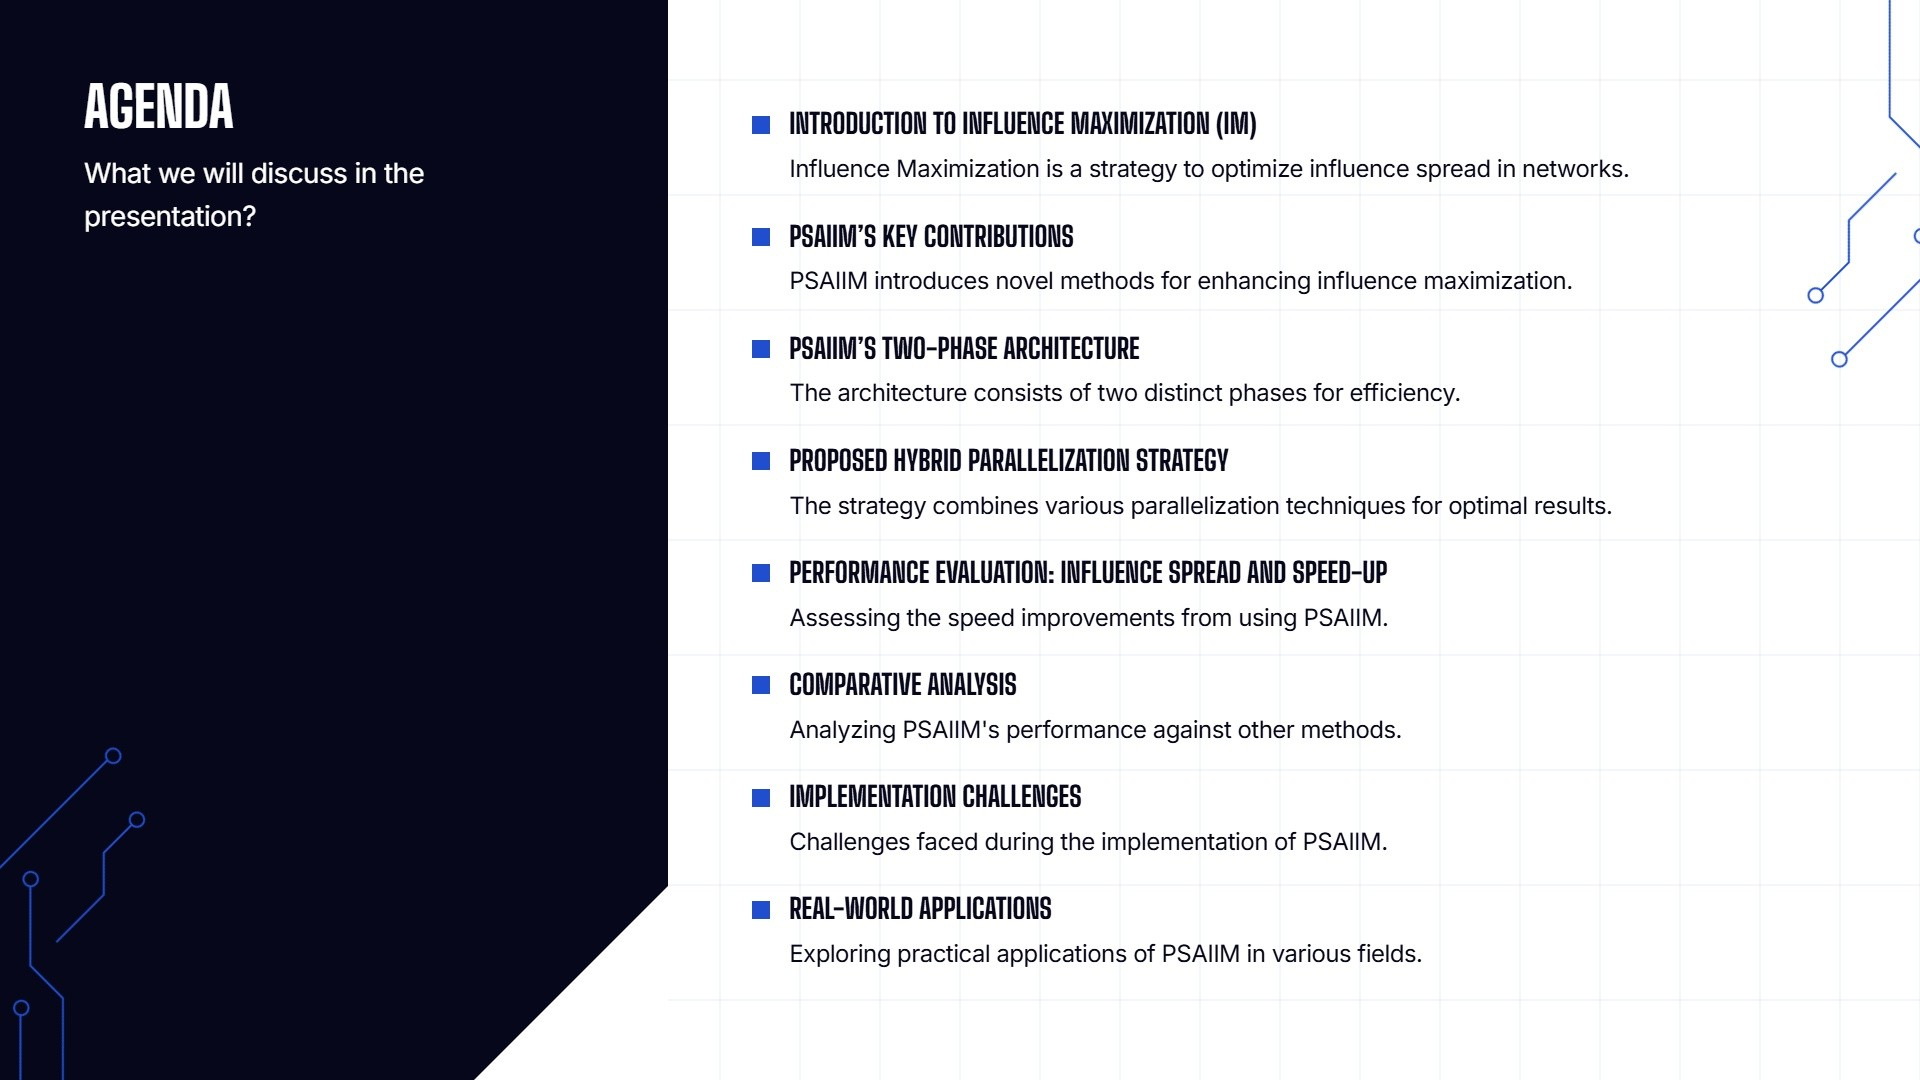 AGENDA
What we will discuss in the
presentation?
INTRODUCTION TO INFLUENCE MAXIMIZATION (IM)
Influence Maximization is a strategy to optimize influence spread in networks.
PSAIIM’S KEY CONTRIBUTIONS
PSAIIM introduces novel methods for enhancing influence maximization.
PSAIIM’S TWO-PHASE ARCHITECTURE
The architecture consists of two distinct phases for efficiency.
PROPOSED HYBRID PARALLELIZATION STRATEGY
The strategy combines various parallelization techniques for optimal results.
PERFORMANCE EVALUATION: INFLUENCE SPREAD AND SPEED-UP
Assessing the speed improvements from using PSAIIM.
COMPARATIVE ANALYSIS
Analyzing PSAIIM's performance against other methods.
IMPLEMENTATION CHALLENGES
Challenges faced during the implementation of PSAIIM.
REAL-WORLD APPLICATIONS
Exploring practical applications of PSAIIM in various fields.